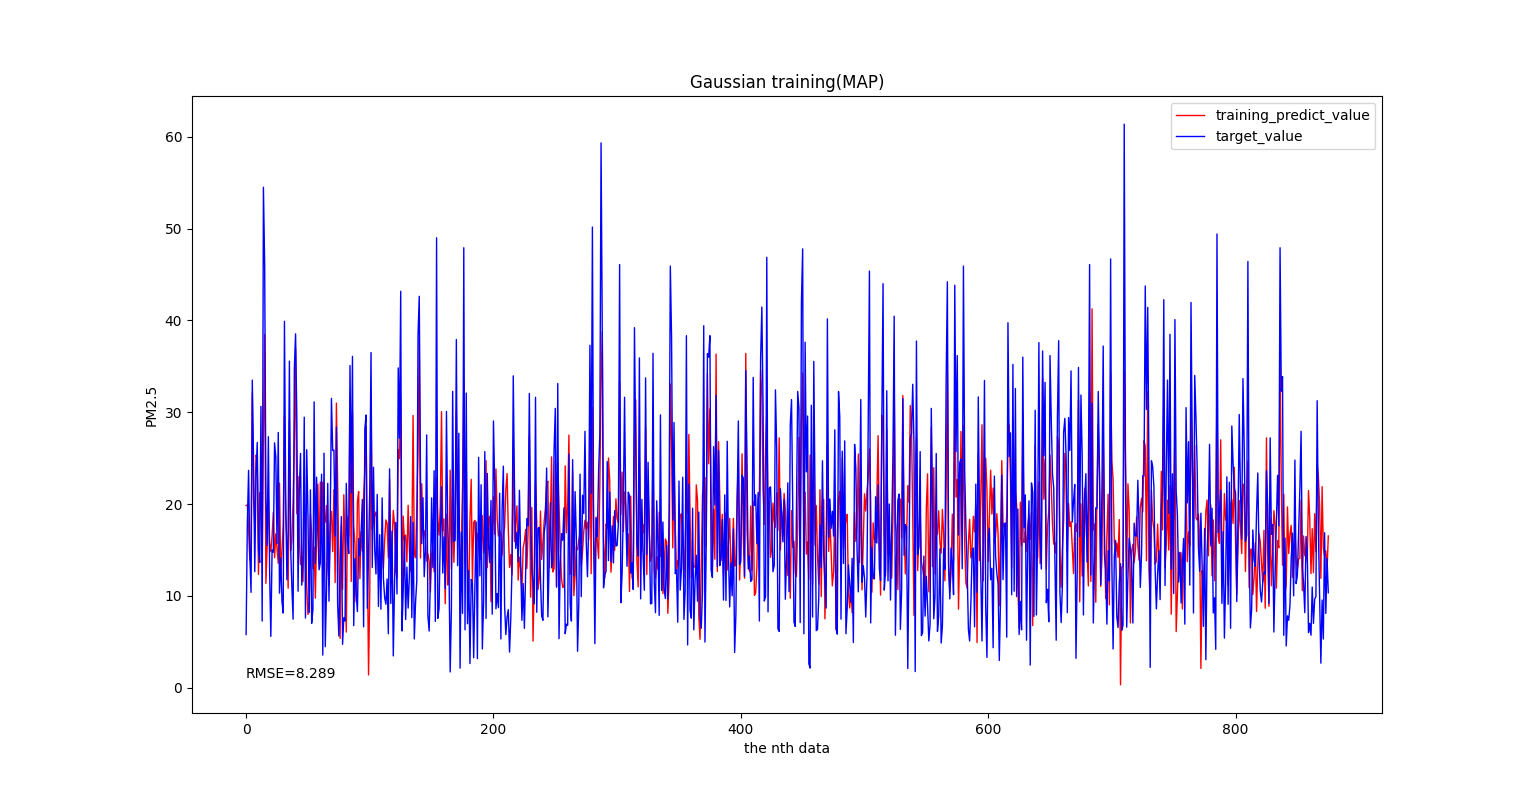 Gaussian training(MAP)
training_predict_value
target_value
60
50
40
30
20
10
0
PM2.5
RMSE=8.289
0
200
400
600
800
the nth data